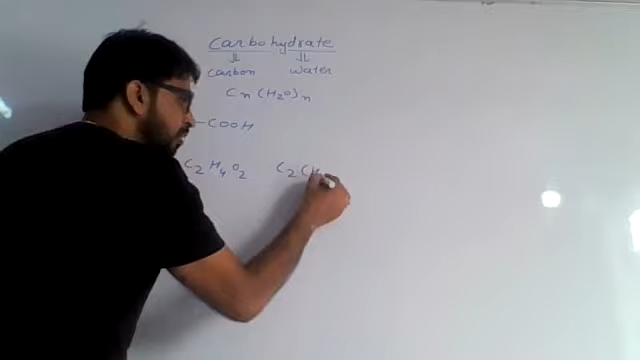 Carbohydrate
⇓ ⇓
carbon water
Cn (H2O)n
-COOH
C2 H4 O2 C2 (H